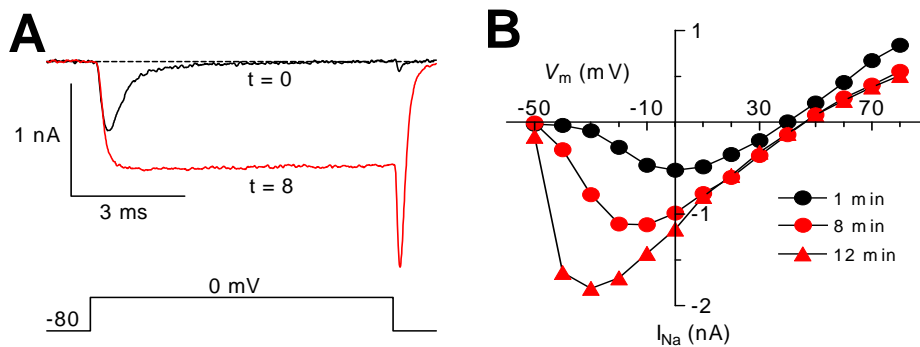 A
t = 0
1 nA
t = 8
3 ms
0 mV
-80
B
1
Vm (mV)
-50 -10 30 70
-1
1 min
8 min
12 min
-2
INa (nA)